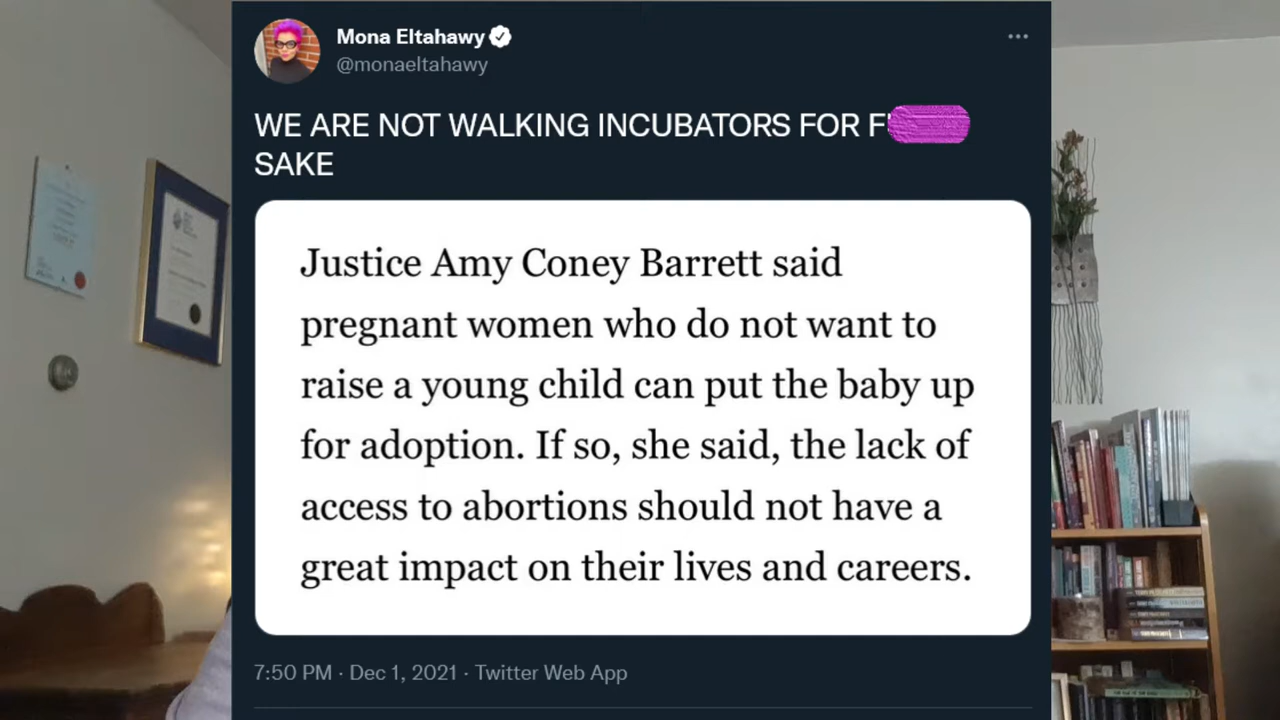 Mona Eltahawy
@monaeltahawy
WE ARE NOT WALKING INCUBATORS FOR F
SAKE
Justice Amy Coney Barrett said
pregnant women who do not want to
raise a young child can put the baby up
for adoption. If so, she said, the lack of
access to abortions should not have a
great impact on their lives and careers.
7:50 PM · Dec 1, 2021 · Twitter Web App